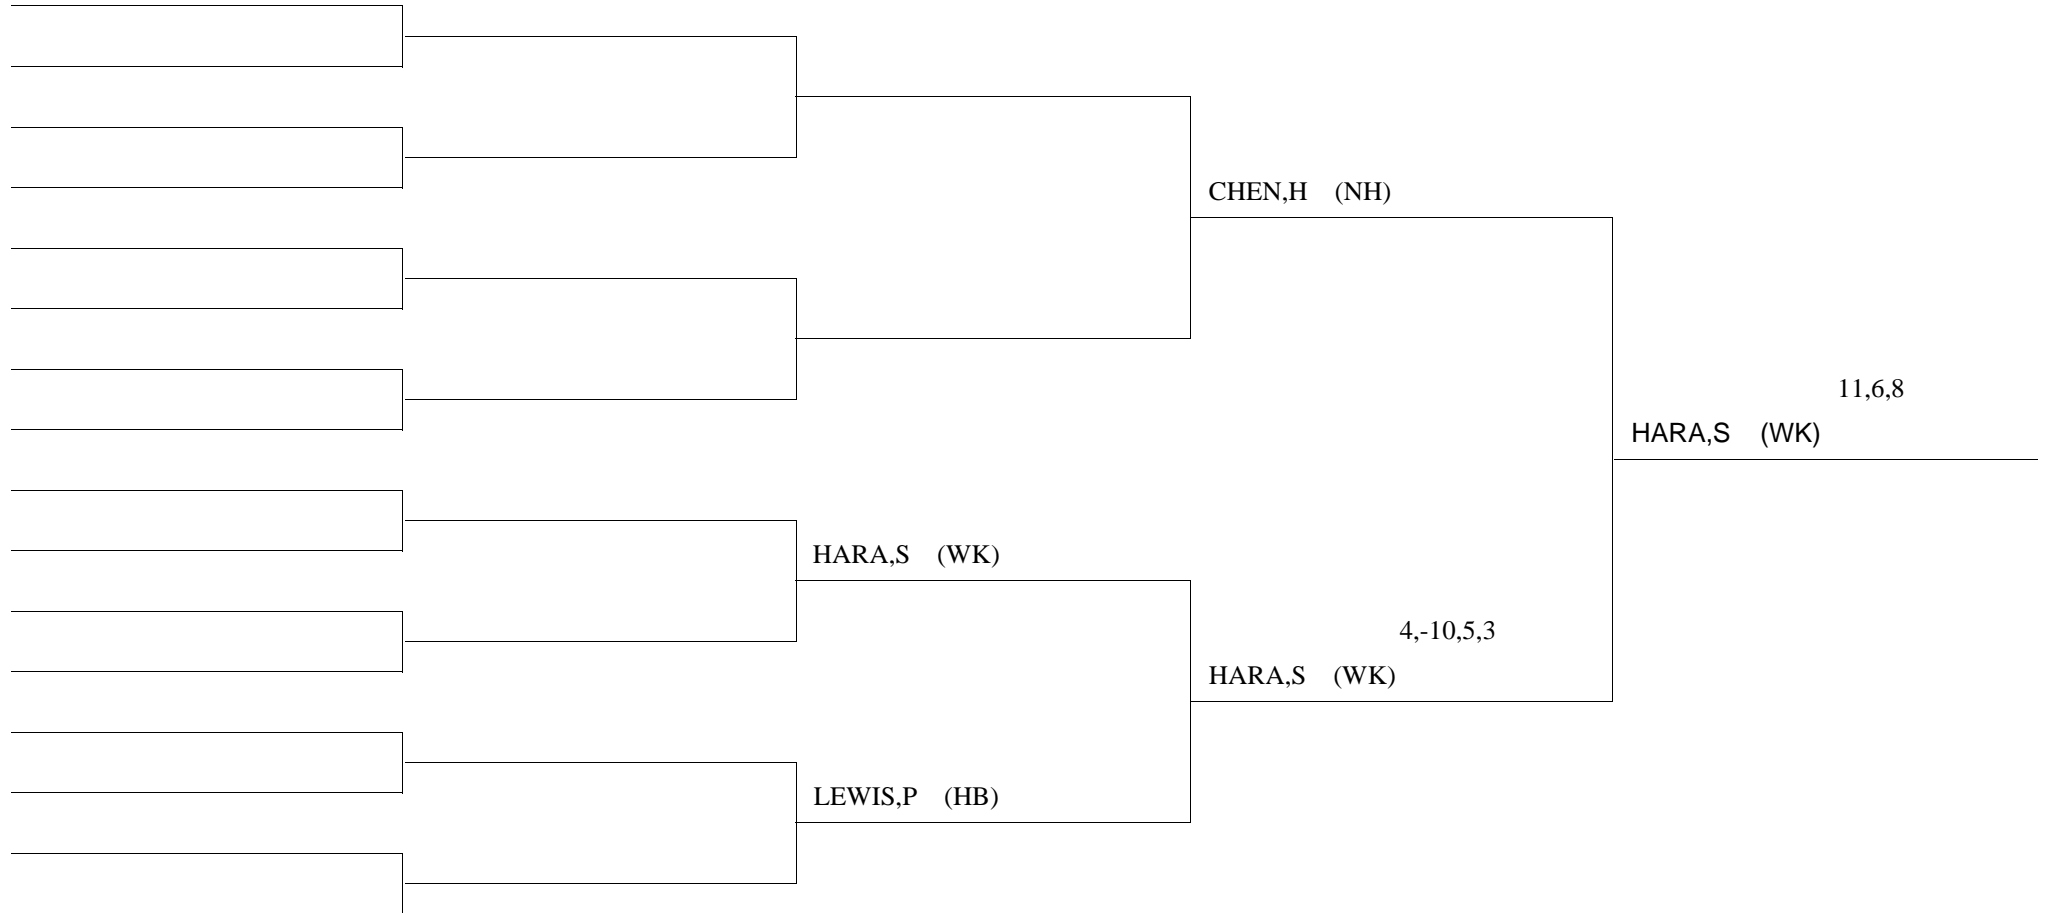 CHEN,H (NH)
11,6,8
HARA,S (WK)
HARA,S (WK)
4,-10,5,3
HARA,S (WK)
LEWIS,P (HB)